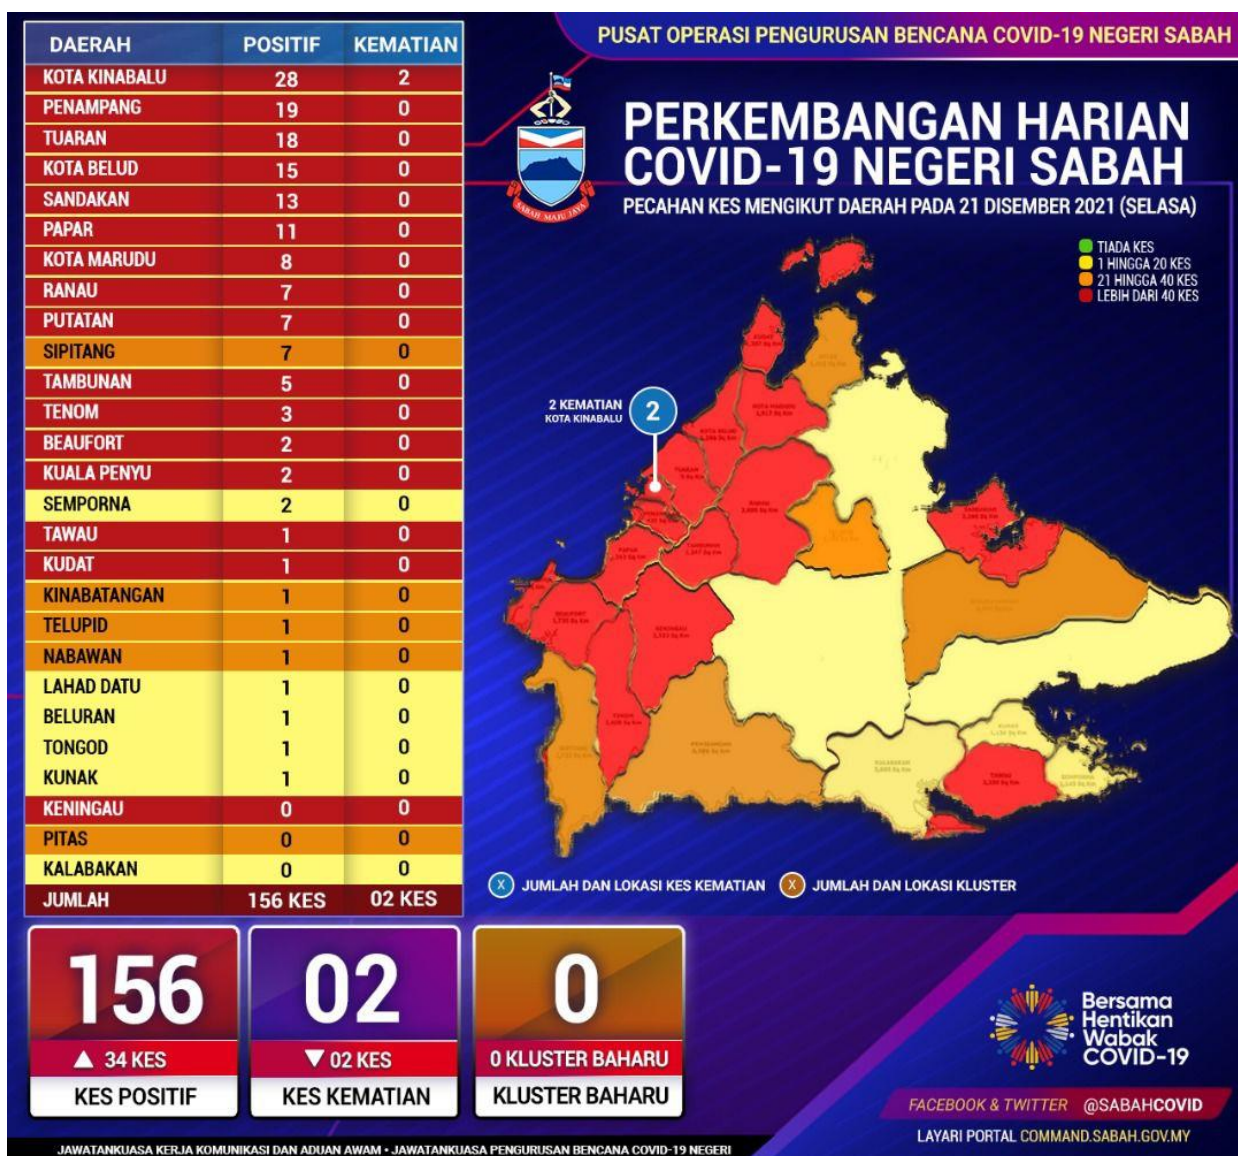 DAERAH POSITIF KEMATIAN
KOTA KINABALU 28 2
PENAMPANG 19 0
TUARAN 18 0
KOTA BELUD 15 0
SANDAKAN 13 0
PAPAR 11 0
KOTA MARUDU 8 0
RANAU 7 0
PUTATAN 7 0
SIPITANG 7 0
TAMBUNAN 5 0
TENOM 3 0
BEAUFORT 2 0
KUALA PENYU 2 0
SEMPORNA 2 0
TAWAU 1 0
KUDAT 1 0
KINABATANGAN 1 0
TELUPID 1 0
NABAWAN 1 0
LAHAD DATU 1 0
BELURAN 1 0
TONGOD 1 0
KUNAK 1 0
KENINGAU 0 0
PITAS 0 0
KALABAKAN 0 0
JUMLAH 156 KES 02 KES
PUSAT OPERASI PENGURUSAN BENCANA COVID-19 NEGERI SABAH
SABAH MAJU JAYA
PERKEMBANGAN HARIAN
COVID-19 NEGERI SABAH
PECAHAN KES MENGIKUT DAERAH PADA 21 DISEMBER 2021 (SELASA)
TIADA KES
1 HINGGA 20 KES
21 HINGGA 40 KES
LEBIH DARI 40 KES
2 KEMATIAN
KOTA KINABALU
2
X JUMLAH DAN LOKASI KES KEMATIAN
X JUMLAH DAN LOKASI KLUSTER
156
▲ 34 KES
KES POSITIF
02
▼ 02 KES
KES KEMATIAN
0
0 KLUSTER BAHARU
KLUSTER BAHARU
Bersama
Hentikan
Wabak
COVID-19
FACEBOOK & TWITTER @SABAHCOVID
LAYARI PORTAL COMMAND.SABAH.GOV.MY
JAWATANKUASA KERJA KOMUNIKASI DAN ADUAN AWAM • JAWATANKUASA PENGURUSAN BENCANA COVID-19 NEGERI